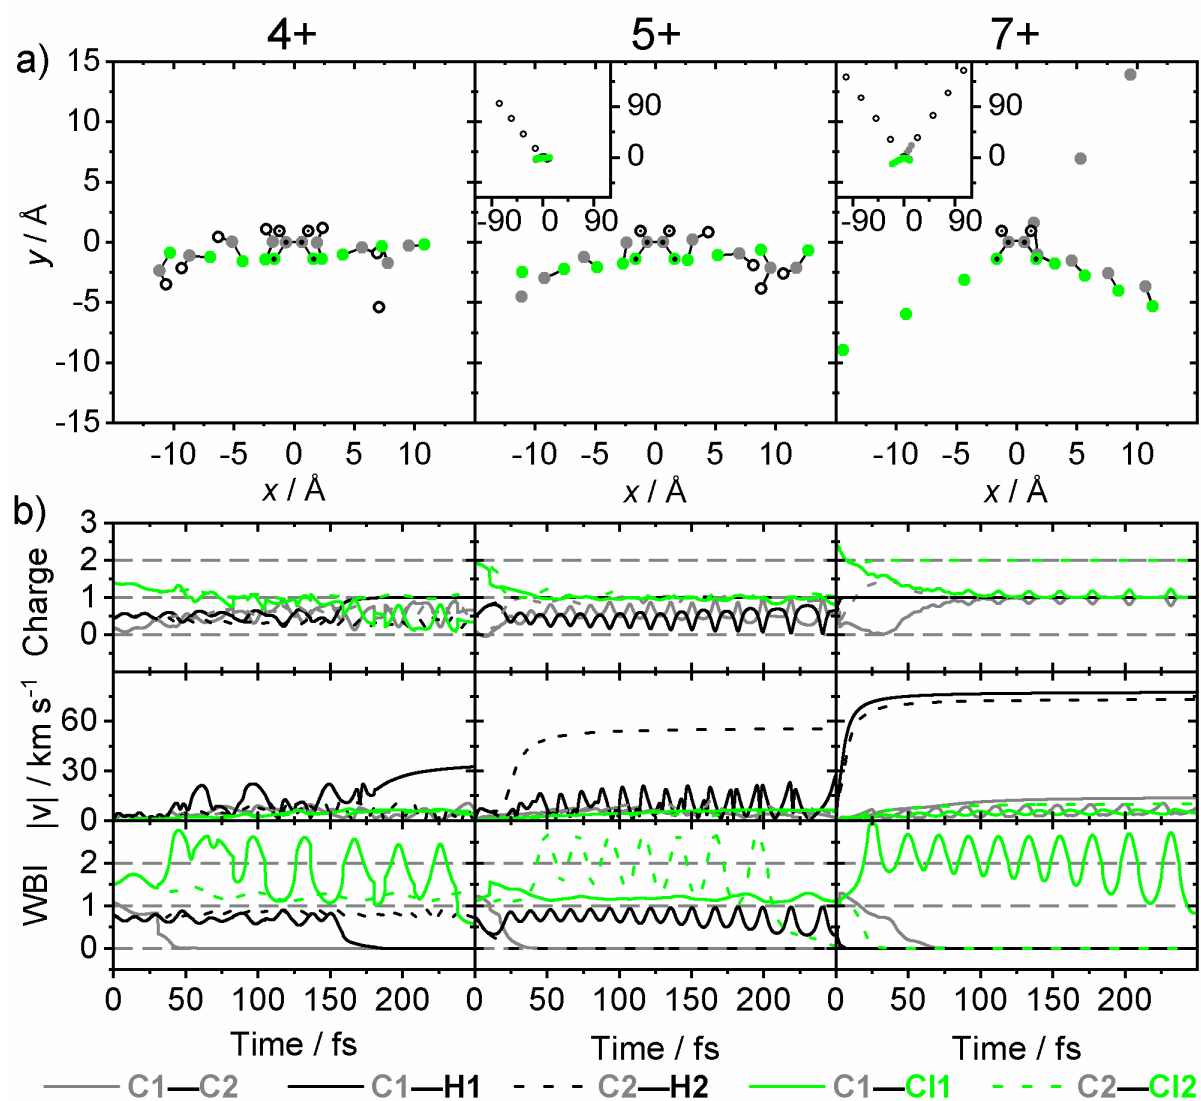 4+ 5+ 7+
a)
15 10 5 0 -5 -10 -15
y / Å
90 0 -90 0 90
90 0 -90 0 90
-10 -5 0 5 10 -10 -5 0 5 10 -10 -5 0 5 10
x / Å x / Å x / Å
b)
3 2 1 0
Charge
60 30 0
|v| / km s⁻¹
2 1 0
WBI
0 50 100 150 200 0 50 100 150 200 0 50 100 150 200
Time / fs Time / fs Time / fs
C1—C2 C1—H1 C2—H2 C1—Cl1 C2—Cl2